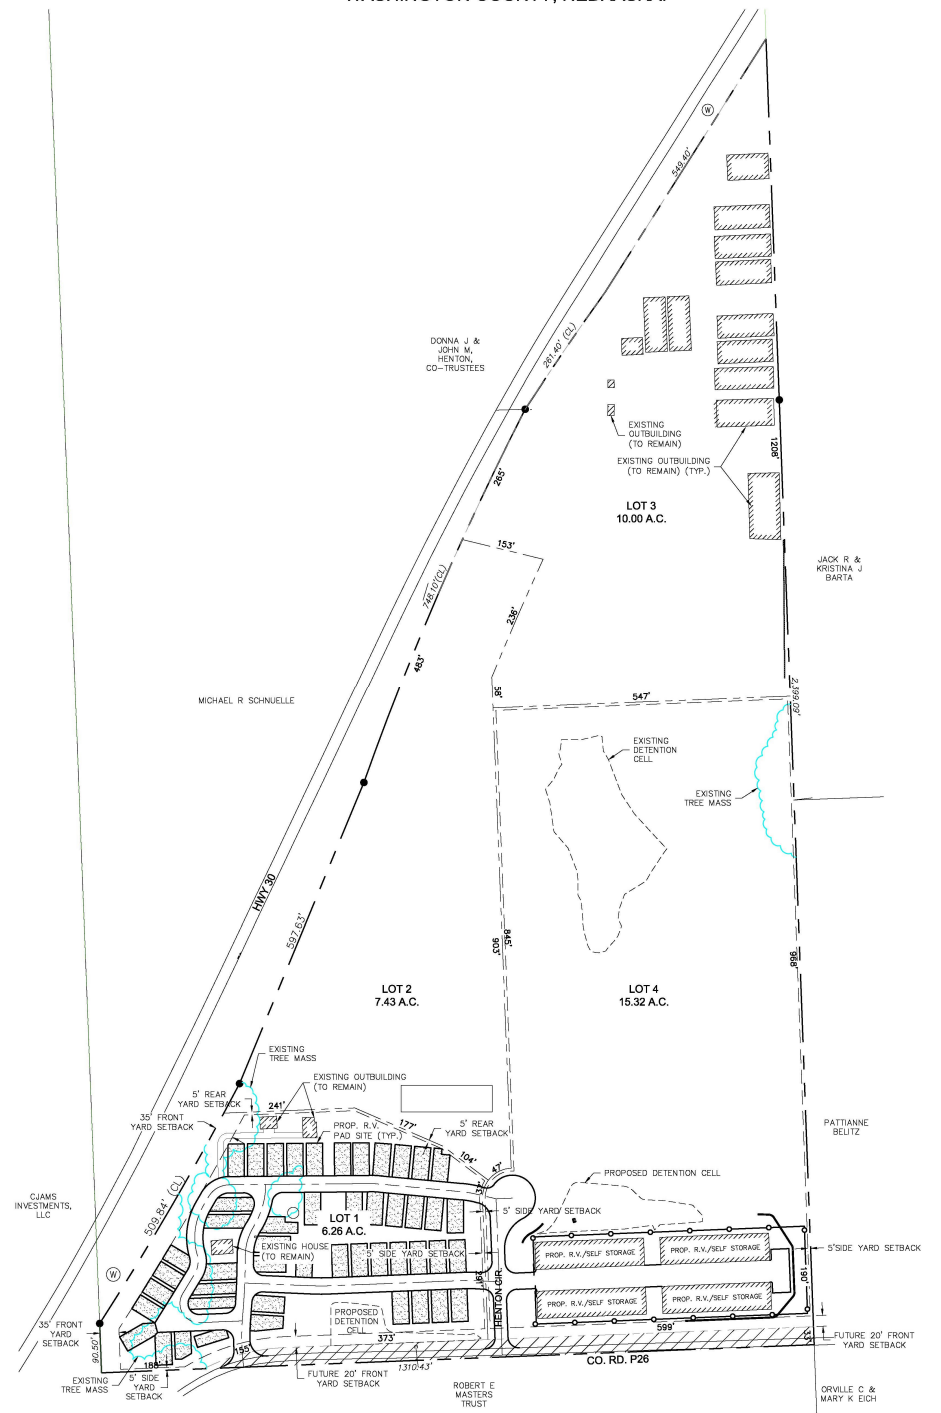 W
549.40'
261.40' (CL)
DONNA J &
JOHN M,
HENTON,
CO-TRUSTEES
EXISTING
OUTBUILDING
(TO REMAIN)
EXISTING OUTBUILDING
(TO REMAIN) (TYP.)
1208'
265'
LOT 3
10.00 A.C.
153'
JACK R &
KRISTINA J
BARTA
748.10'(CL)
236'
483'
58'
547'
2,399.09'
MICHAEL R SCHNUELLE
EXISTING
DETENTION
CELL
EXISTING
TREE MASS
HWY 30
597.63'
903'
845'
968'
LOT 2
7.43 A.C.
LOT 4
15.32 A.C.
EXISTING
TREE MASS
EXISTING OUTBUILDING
(TO REMAIN)
5' REAR
YARD SETBACK
241'
35' FRONT
YARD SETBACK
PROP. R.V.
PAD SITE (TYP.)
177'
5' REAR
YARD SETBACK
PATTIANNE
BELITZ
104'
47'
PROPOSED DETENTION CELL
CJAMS
INVESTMENTS,
LLC
509.84' (CL)
LOT 1
6.26 A.C.
5' SIDE YARD SETBACK
EXISTING HOUSE
(TO REMAIN)
5' SIDE YARD SETBACK
PROP. R.V./SELF STORAGE
PROP. R.V./SELF STORAGE
5'SIDE YARD SETBACK
W
HENTON CIR.
190'
PROP. R.V./SELF STORAGE
PROP. R.V./SELF STORAGE
PROPOSED
DETENTION
CELL
35' FRONT
YARD
SETBACK
90.50'
373'
599'
33'
FUTURE 20' FRONT
YARD SETBACK
155'
188'
1310.43'
CO. RD. P26
EXISTING
TREE MASS
5' SIDE
YARD
SETBACK
FUTURE 20' FRONT
YARD SETBACK
ROBERT E
MASTERS
TRUST
ORVILLE C &
MARY K EICH